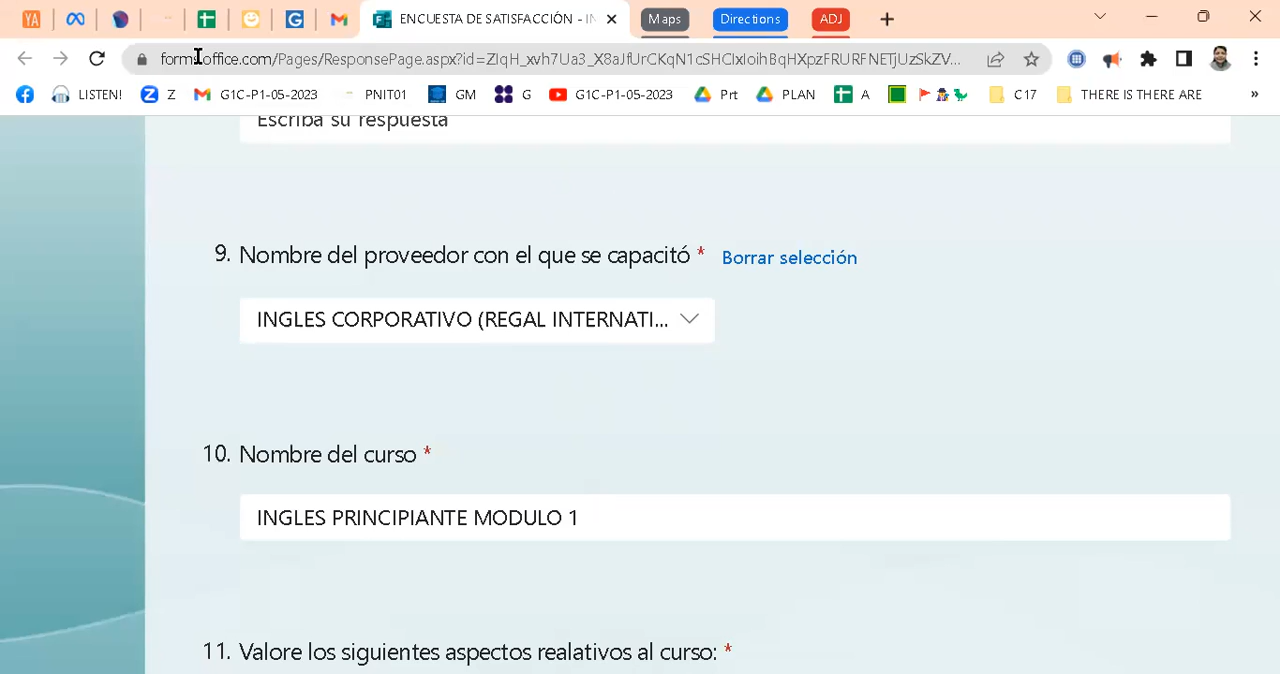 YA
ENCUESTA DE SATISFACCIÓN - IN
Maps
Directions
ADJ
forms.office.com/Pages/ResponsePage.aspx?id=
LISTEN!
Z
G1C-P1-05-2023
PNIT01
GM
G
G1C-P1-05-2023
Prt
PLAN
A
C17
THERE IS THERE ARE
»
Escriba su respuesta
9. Nombre del proveedor con el que se capacitó * Borrar selección
INGLES CORPORATIVO (REGAL INTERNATI...
10. Nombre del curso *
INGLES PRINCIPIANTE MODULO 1
11. Valore los siguientes aspectos realativos al curso: *